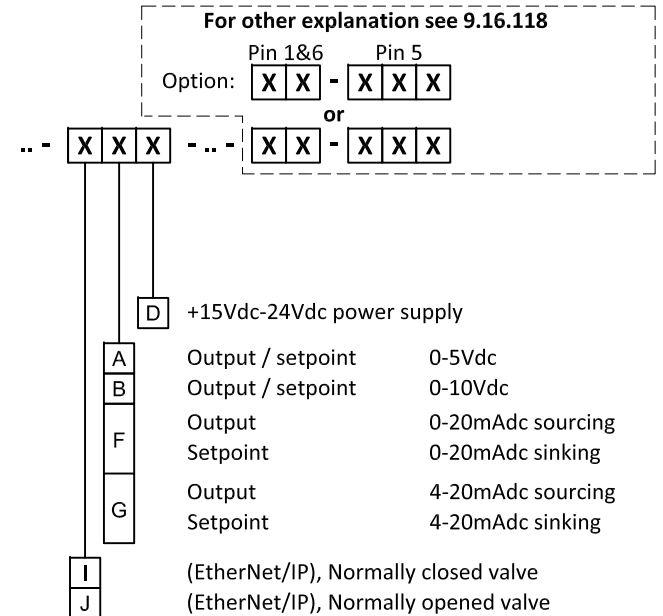 For other explanation see 9.16.118
Pin 1&6 Pin 5
Option: X X - X X X
or
.. - X X X - .. - X X - X X X
D +15Vdc-24Vdc power supply
A Output / setpoint 0-5Vdc
B Output / setpoint 0-10Vdc
F Output 0-20mAdc sourcing
Setpoint 0-20mAdc sinking
G Output 4-20mAdc sourcing
Setpoint 4-20mAdc sinking
I (EtherNet/IP), Normally closed valve
J (EtherNet/IP), Normally opened valve